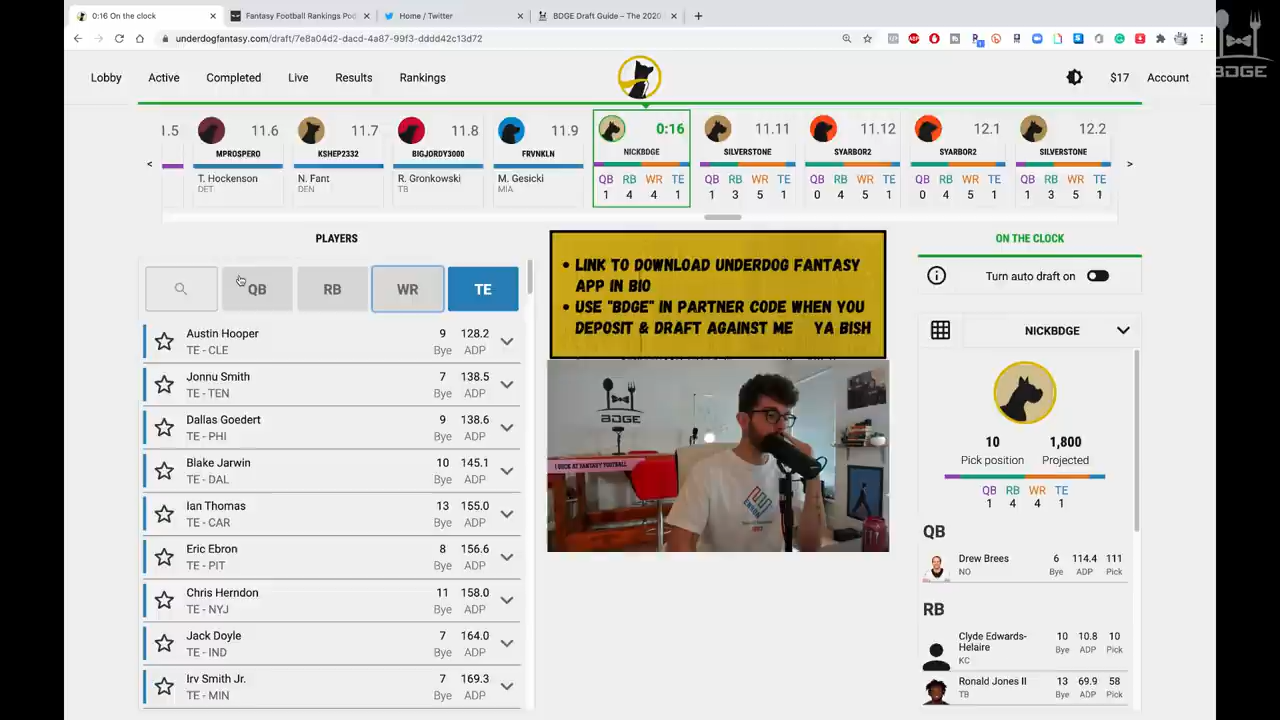 0:16 On the clock
Fantasy Football Rankings Pod
Home / Twitter
BDGE Draft Guide – The 2020
underdogfantasy.com/draft/7e8a04d2-dacd-4a87-99f3-dddd42c13d72
BDGE
Lobby
Active
Completed
Live
Results
Rankings
$17
Account
1.5
11.6
MPROSPERO
T. Hockenson
DET
11.7
KSHEP2332
N. Fant
DEN
11.8
BIGJORDY3000
R. Gronkowski
TB
11.9
FRVNKLN
M. Gesicki
MIA
0:16
NICKBDGE
QB RB WR TE
1 4 4 1
11.11
SILVERSTONE
QB RB WR TE
1 3 5 1
11.12
SYARBOR2
QB RB WR TE
0 4 5 1
12.1
SYARBOR2
QB RB WR TE
0 4 5 1
12.2
SILVERSTONE
QB RB WR TE
1 3 5 1
PLAYERS
QB
RB
WR
TE
Austin Hooper 9 128.2
TE - CLE Bye ADP
Jonnu Smith 7 138.5
TE - TEN Bye ADP
Dallas Goedert 9 138.6
TE - PHI Bye ADP
Blake Jarwin 10 145.1
TE - DAL Bye ADP
Ian Thomas 13 155.0
TE - CAR Bye ADP
Eric Ebron 8 156.6
TE - PIT Bye ADP
Chris Herndon 11 158.0
TE - NYJ Bye ADP
Jack Doyle 7 164.0
TE - IND Bye ADP
Irv Smith Jr. 7 169.3
TE - MIN Bye ADP
• LINK TO DOWNLOAD UNDERDOG FANTASY
APP IN BIO
• USE "BDGE" IN PARTNER CODE WHEN YOU
DEPOSIT & DRAFT AGAINST ME YA BISH
BDGE
I SUCK AT FANTASY FOOTBALL
ON THE CLOCK
Turn auto draft on
NICKBDGE
10 1,800
Pick position Projected
QB RB WR TE
1 4 4 1
QB
Drew Brees 6 114.4 111
NO Bye ADP Pick
RB
Clyde Edwards-
Helaire 10 10.8 10
KC Bye ADP Pick
Ronald Jones II 13 69.9 58
TB Bye ADP Pick